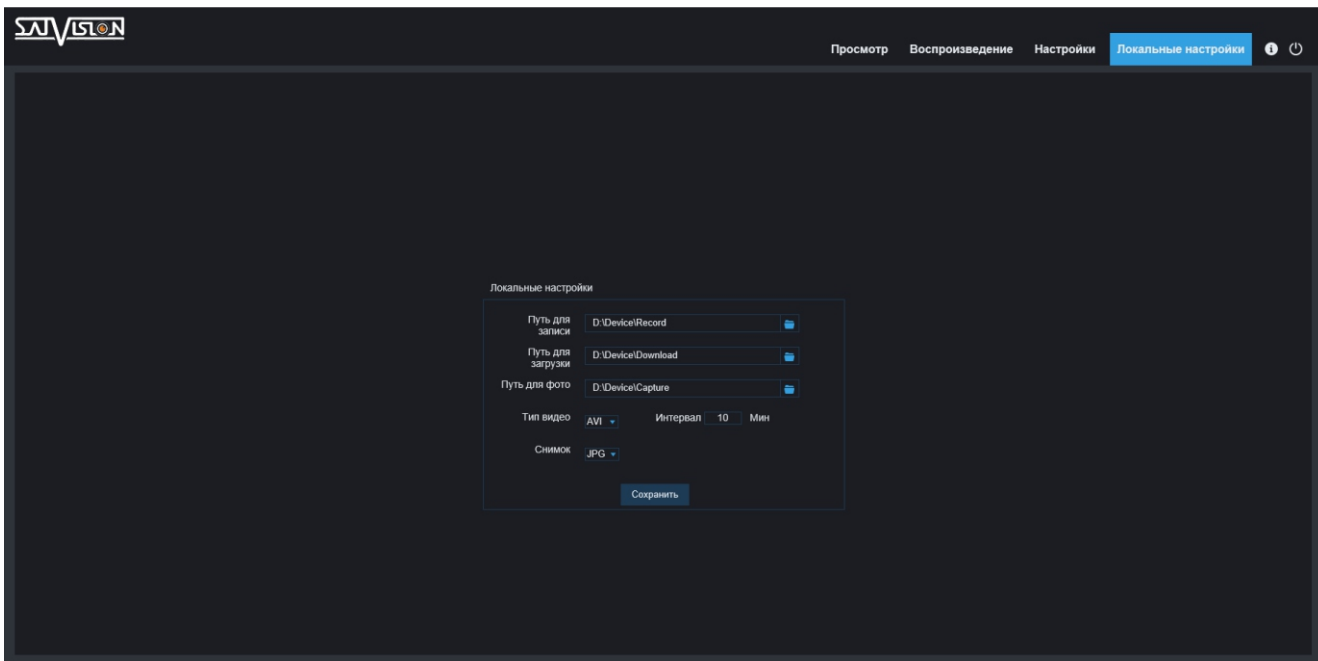 SATVISION
Просмотр Воспроизведение Настройки Локальные настройки
Локальные настройки
Путь для
записи
D:\Device\Record
Путь для
загрузки
D:\Device\Download
Путь для фото D:\Device\Capture
Тип видео AVI Интервал 10 Мин
Снимок JPG
Сохранить